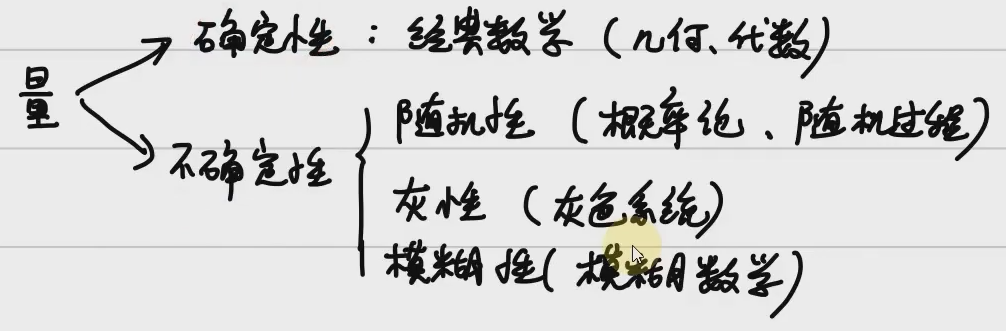 确定性：经典数学（几何、代数）
量
不确定性
随机性（概率论、随机过程）
灰性（灰色系统）
模糊性（模糊数学）